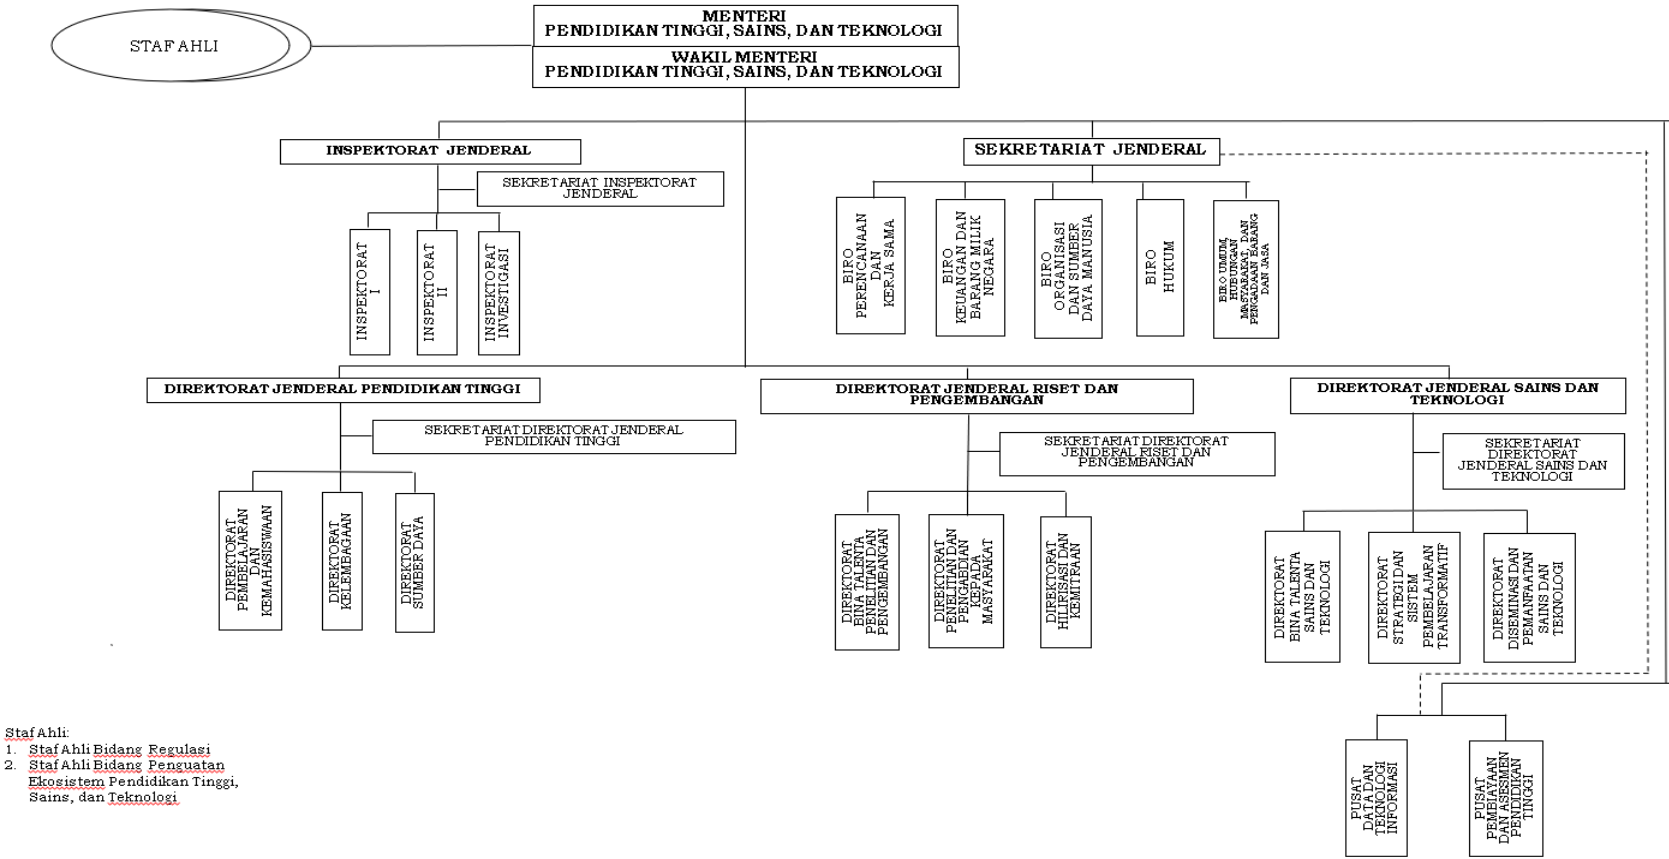 STAF AHLI
MENTERI
PENDIDIKAN TINGGI, SAINS, DAN TEKNOLOGI
WAKIL MENTERI
PENDIDIKAN TINGGI, SAINS, DAN TEKNOLOGI
INSPEKTORAT JENDERAL
SEKRETARIAT INSPEKTORAT
JENDERAL
INSPEKTORAT
I
INSPEKTORAT
II
INSPEKTORAT
INVESTIGASI
SEKRETARIAT JENDERAL
BIRO
PERENCANAAN
DAN
KERJA SAMA
BIRO
KEUANGAN DAN
BARANG MILIK
NEGARA
BIRO
ORGANISASI
DAN SUMBER
DAYA MANUSIA
BIRO
HUKUM
BIRO UMUM,
HUBUNGAN
MASYARAKAT, DAN
PENGADAAN BARANG
DAN JASA
DIREKTORAT JENDERAL PENDIDIKAN TINGGI
SEKRETARIAT DIREKTORAT JENDERAL
PENDIDIKAN TINGGI
DIREKTORAT
PEMBELAJARAN
DAN
KEMAHASISWAAN
DIREKTORAT
KELEMBAGAAN
DIREKTORAT
SUMBER DAYA
DIREKTORAT JENDERAL RISET DAN
PENGEMBANGAN
SEKRETARIAT DIREKTORAT
JENDERAL RISET DAN
PENGEMBANGAN
DIREKTORAT
BINA TALENTA
PENELITIAN DAN
PENGEMBANGAN
DIREKTORAT
PENELITIAN DAN
PENGABDIAN
KEPADA
MASYARAKAT
DIREKTORAT
HILIRISASI DAN
KEMITRAAN
DIREKTORAT JENDERAL SAINS DAN
TEKNOLOGI
SEKRETARIAT
DIREKTORAT
JENDERAL SAINS DAN
TEKNOLOGI
DIREKTORAT
BINA TALENTA
SAINS DAN
TEKNOLOGI
DIREKTORAT
STRATEGI DAN
SISTEM
PEMBELAJARAN
TRANSFORMATIF
DIREKTORAT
DISEMINASI DAN
PEMANFAATAN
SAINS DAN
TEKNOLOGI
PUSAT
DATA DAN
TEKNOLOGI
INFORMASI
PUSAT
PEMBIAYAAN
DAN ASESMEN
PENDIDIKAN
TINGGI
Staf Ahli:
1. Staf Ahli Bidang Regulasi
2. Staf Ahli Bidang Penguatan
Ekosistem Pendidikan Tinggi,
Sains, dan Teknologi